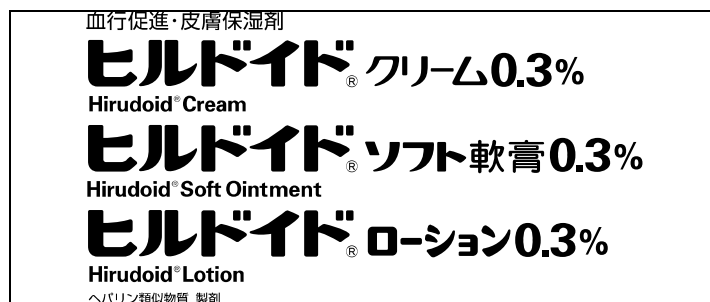 血行促進・皮膚保湿剤
ヒルドイド® クリーム0.3%
Hirudoid® Cream
ヒルドイド® ソフト軟膏0.3%
Hirudoid® Soft Ointment
ヒルドイド® ローション0.3%
Hirudoid® Lotion
ヘパリン類似物質 製剤